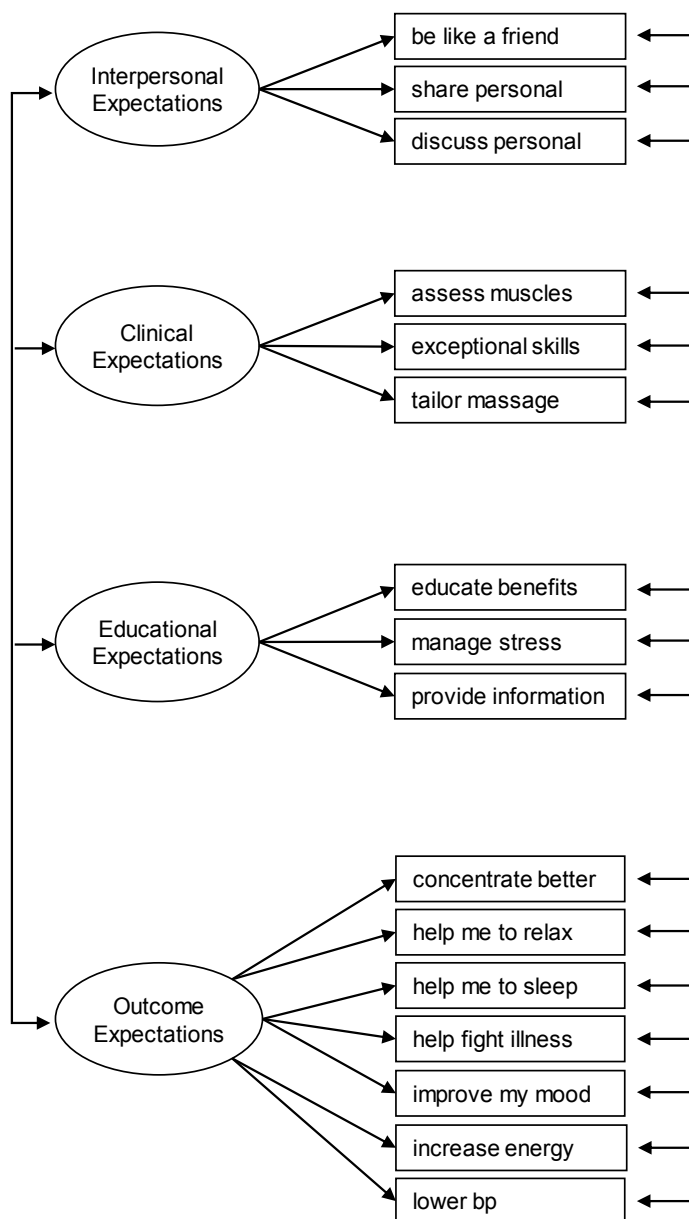 Interpersonal
Expectations
be like a friend
share personal
discuss personal
Clinical
Expectations
assess muscles
exceptional skills
tailor massage
Educational
Expectations
educate benefits
manage stress
provide information
Outcome
Expectations
concentrate better
help me to relax
help me to sleep
help fight illness
improve my mood
increase energy
lower bp